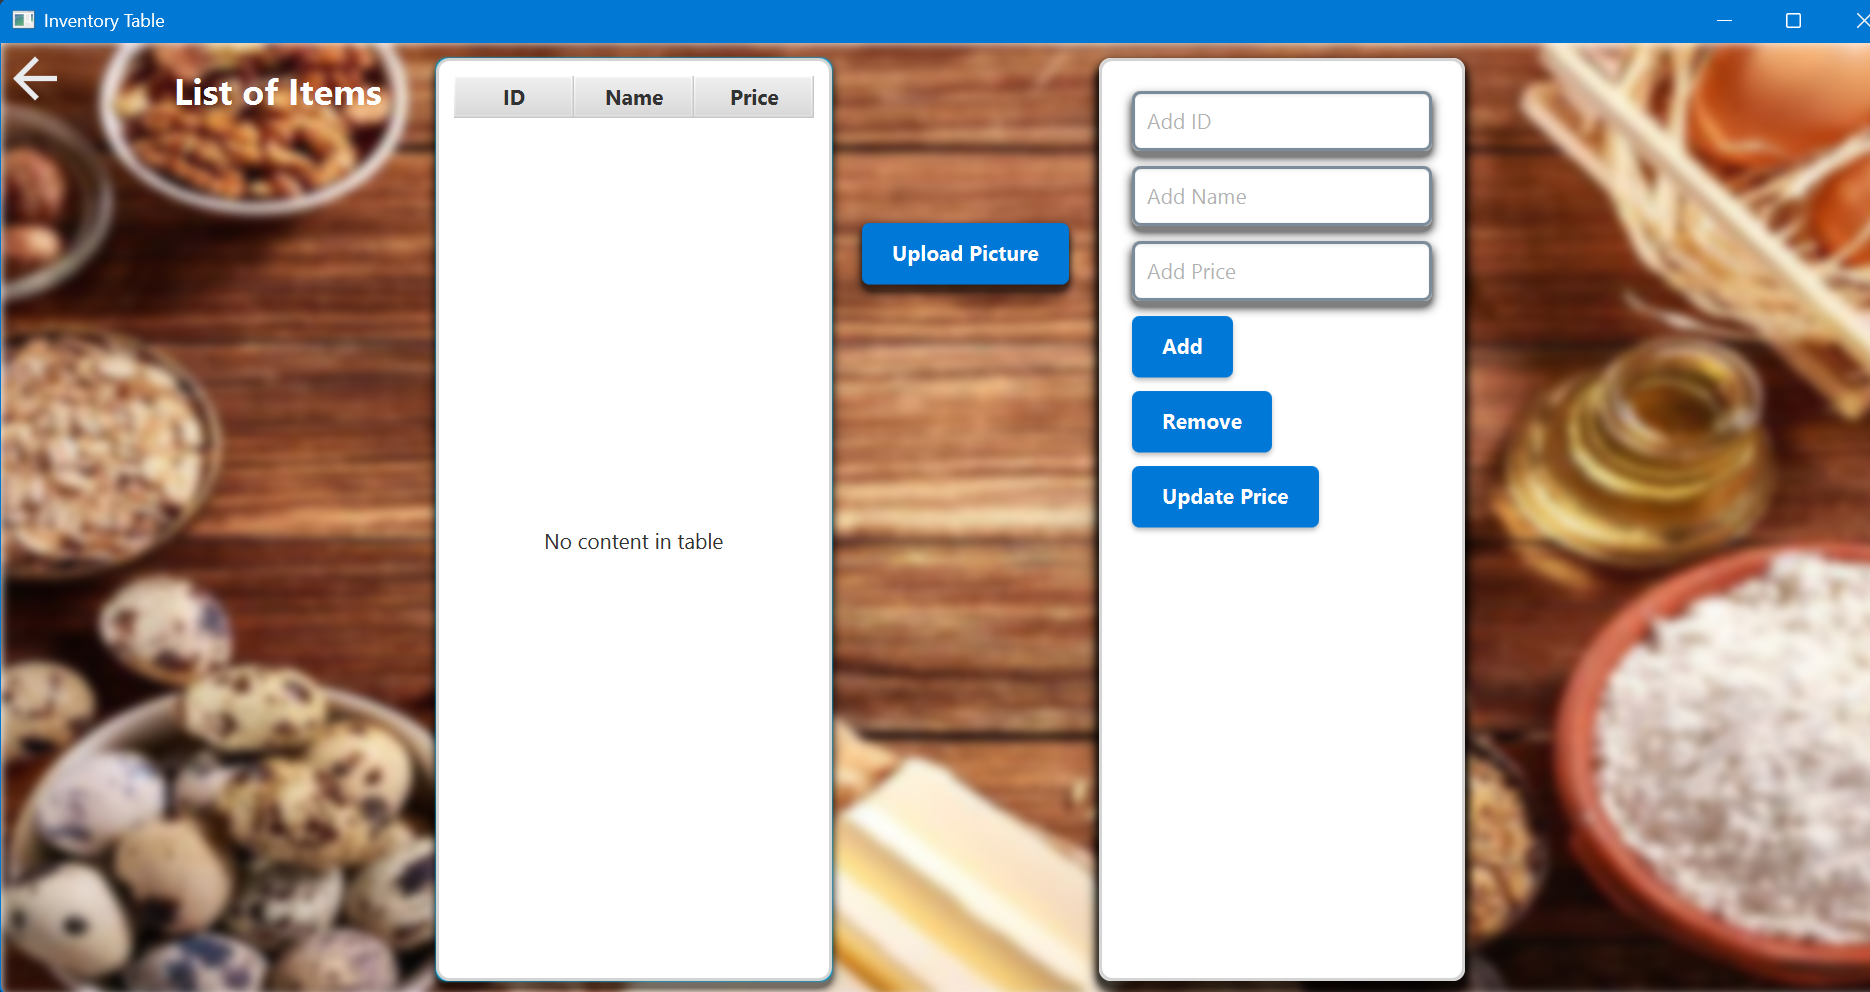 Inventory Table
List of Items
ID Name Price
No content in table
Upload Picture
Add ID
Add Name
Add Price
Add
Remove
Update Price